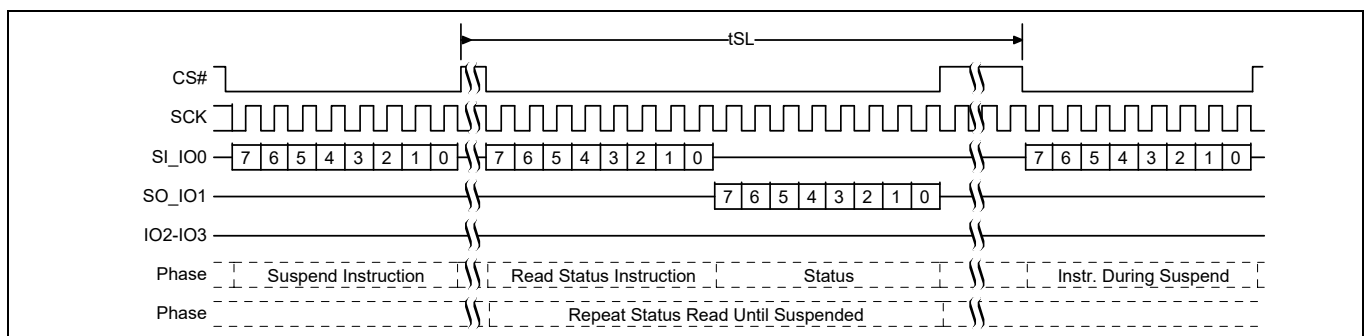 tSL
CS#
SCK
SI_IO0 7 6 5 4 3 2 1 0 7 6 5 4 3 2 1 0 7 6 5 4 3 2 1 0
SO_IO1 7 6 5 4 3 2 1 0
IO2-IO3
Phase Suspend Instruction Read Status Instruction Status Instr. During Suspend
Phase Repeat Status Read Until Suspended